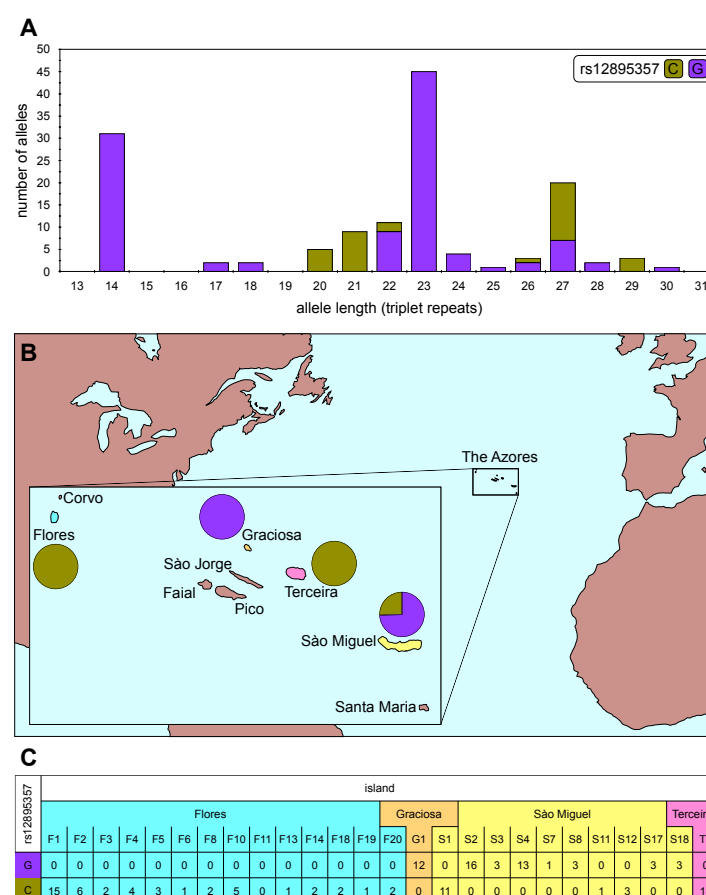 A
50
45
40
35
30
25
20
15
10
5
0
number of alleles
rs12895357 C G
13 14 15 16 17 18 19 20 21 22 23 24 25 26 27 28 29 30 31
allele length (triplet repeats)
B
The Azores
Corvo
Flores
Graciosa
Sào Jorge
Faial
Pico
Terceira
Sào Miguel
Santa Maria
C
rs12895357
island
Flores Graciosa Sào Miguel
F1 F2 F3 F4 F5 F6 F8 F10 F11 F13 F14 F18 F19 F20 G1 S1 S2 S3 S4 S7 S8 S11 S12 S17 S18
G 0 0 0 0 0 0 0 0 0 0 0 0 0 0 12 0 16 3 13 1 3 0 0 3 3
C 15 6 2 4 3 1 2 5 0 1 2 2 1 2 0 11 0 0 0 0 0 1 3 0 0